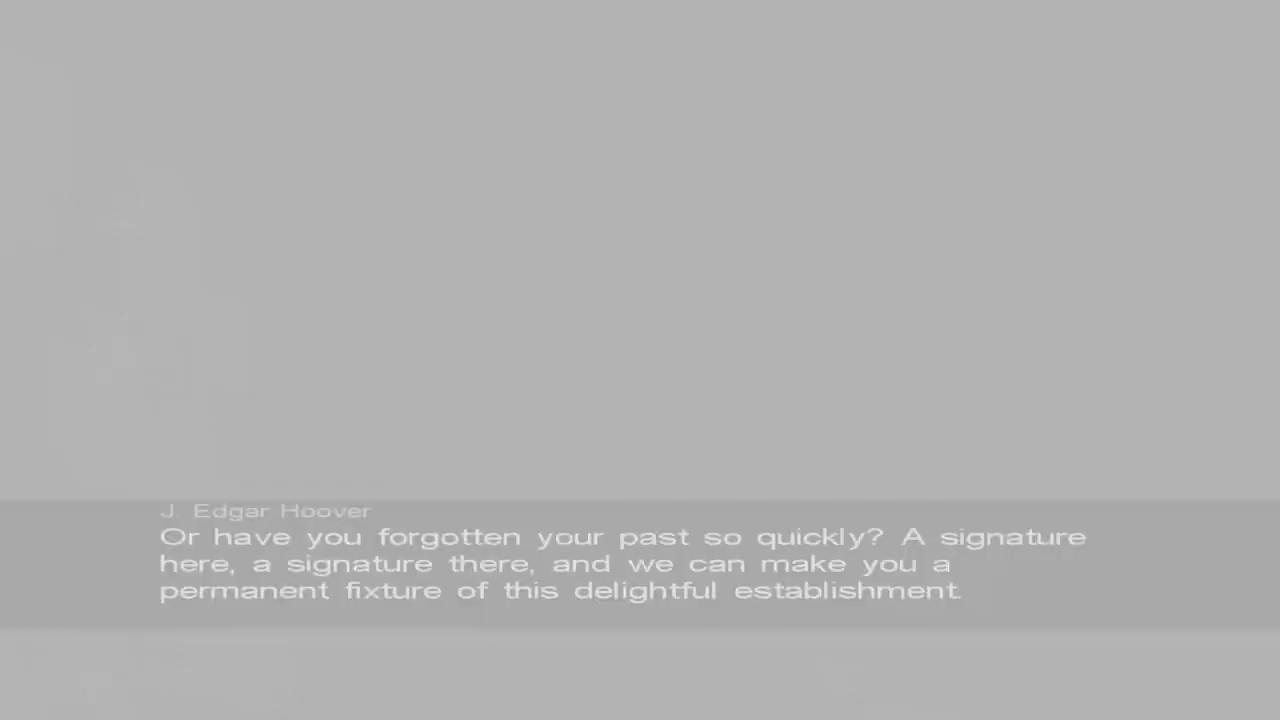 J. Edgar Hoover
Or have you forgotten your past so quickly? A signature
here, a signature there, and we can make you a
permanent fixture of this delightful establishment.